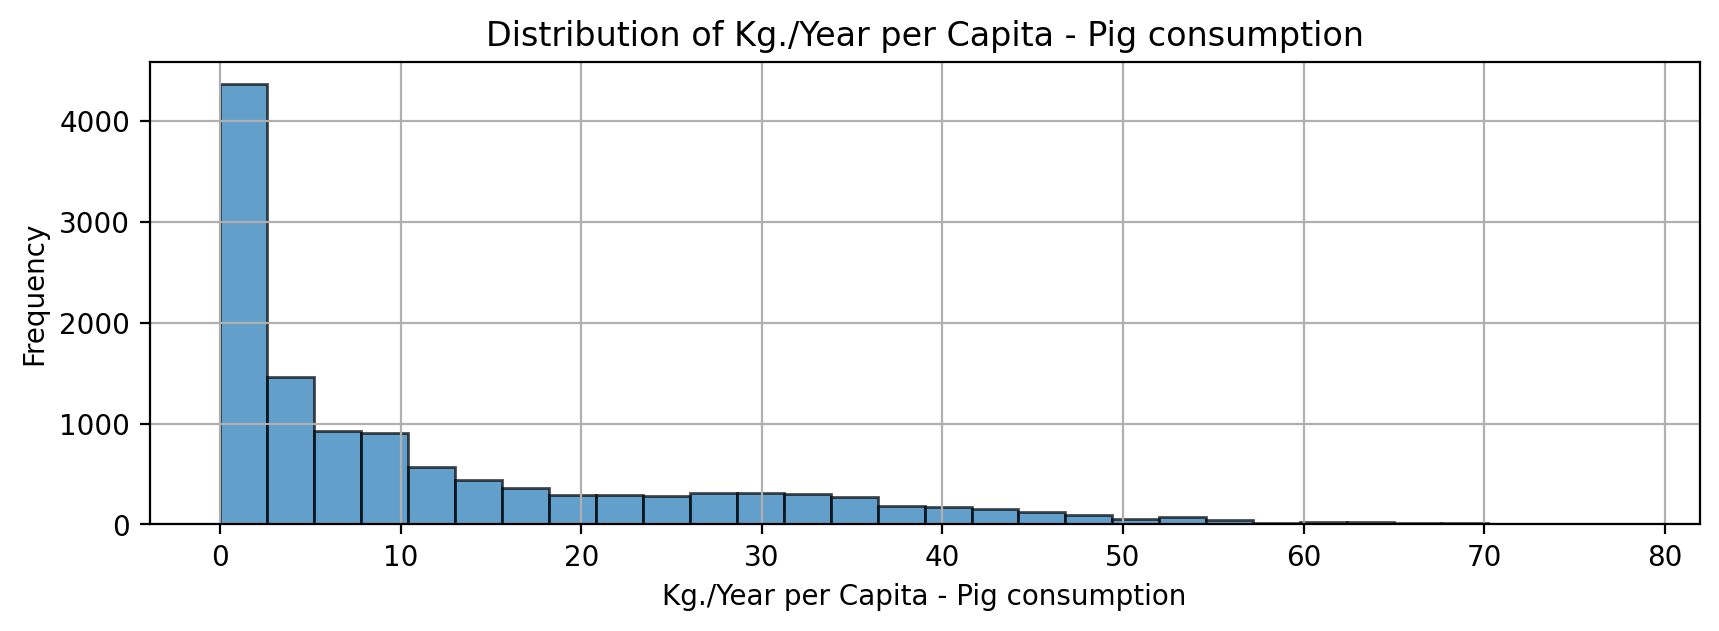 Distribution of Kg./Year per Capita - Pig consumption
Frequency
4000
3000
2000
1000
0
0 10 20 30 40 50 60 70 80
Kg./Year per Capita - Pig consumption